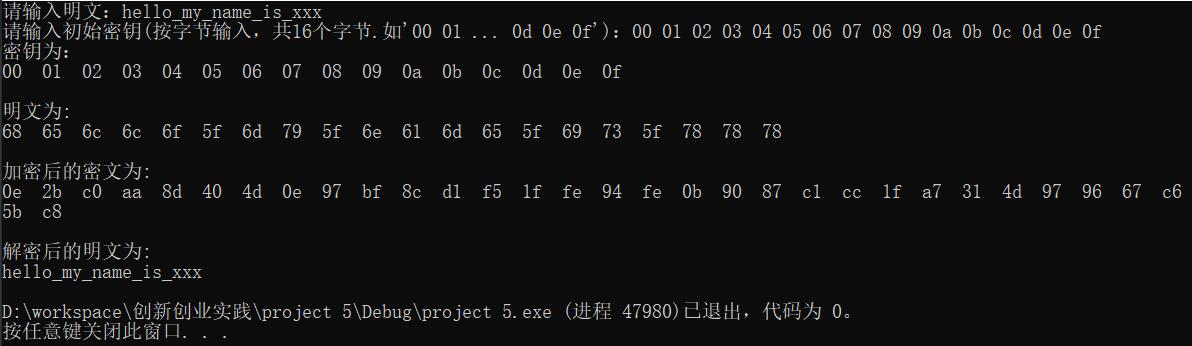 请输入明文：hello_my_name_is_xxx
请输入初始密钥(按字节输入，共16个字节.如'00 01 ... 0d 0e 0f')：00 01 02 03 04 05 06 07 08 09 0a 0b 0c 0d 0e 0f
密钥为：
00 01 02 03 04 05 06 07 08 09 0a 0b 0c 0d 0e 0f
明文为:
68 65 6c 6c 6f 5f 6d 79 5f 6e 61 6d 65 5f 69 73 5f 78 78 78
加密后的密文为:
0e 2b c0 aa 8d 40 4d 0e 97 bf 8c d1 f5 1f fe 94 fe 0b 90 87 c1 cc 1f a7 31 4d 97 96 67 c6
5b c8
解密后的明文为:
hello_my_name_is_xxx
D:\workspace\创新创业实践\project 5\Debug\project 5.exe (进程 47980)已退出，代码为 0。
按任意键关闭此窗口. . .